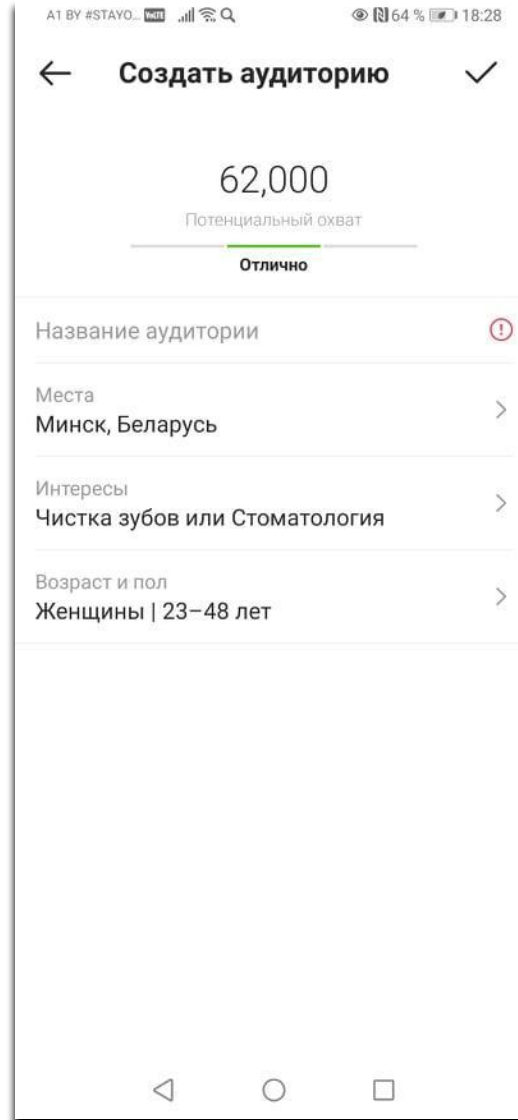 A1 BY #STAYO... VoLTE 64 % 18:28
Создать аудиторию
62,000
Потенциальный охват
Отлично
Название аудитории
Места
Минск, Беларусь
Интересы
Чистка зубов или Стоматология
Возраст и пол
Женщины | 23–48 лет